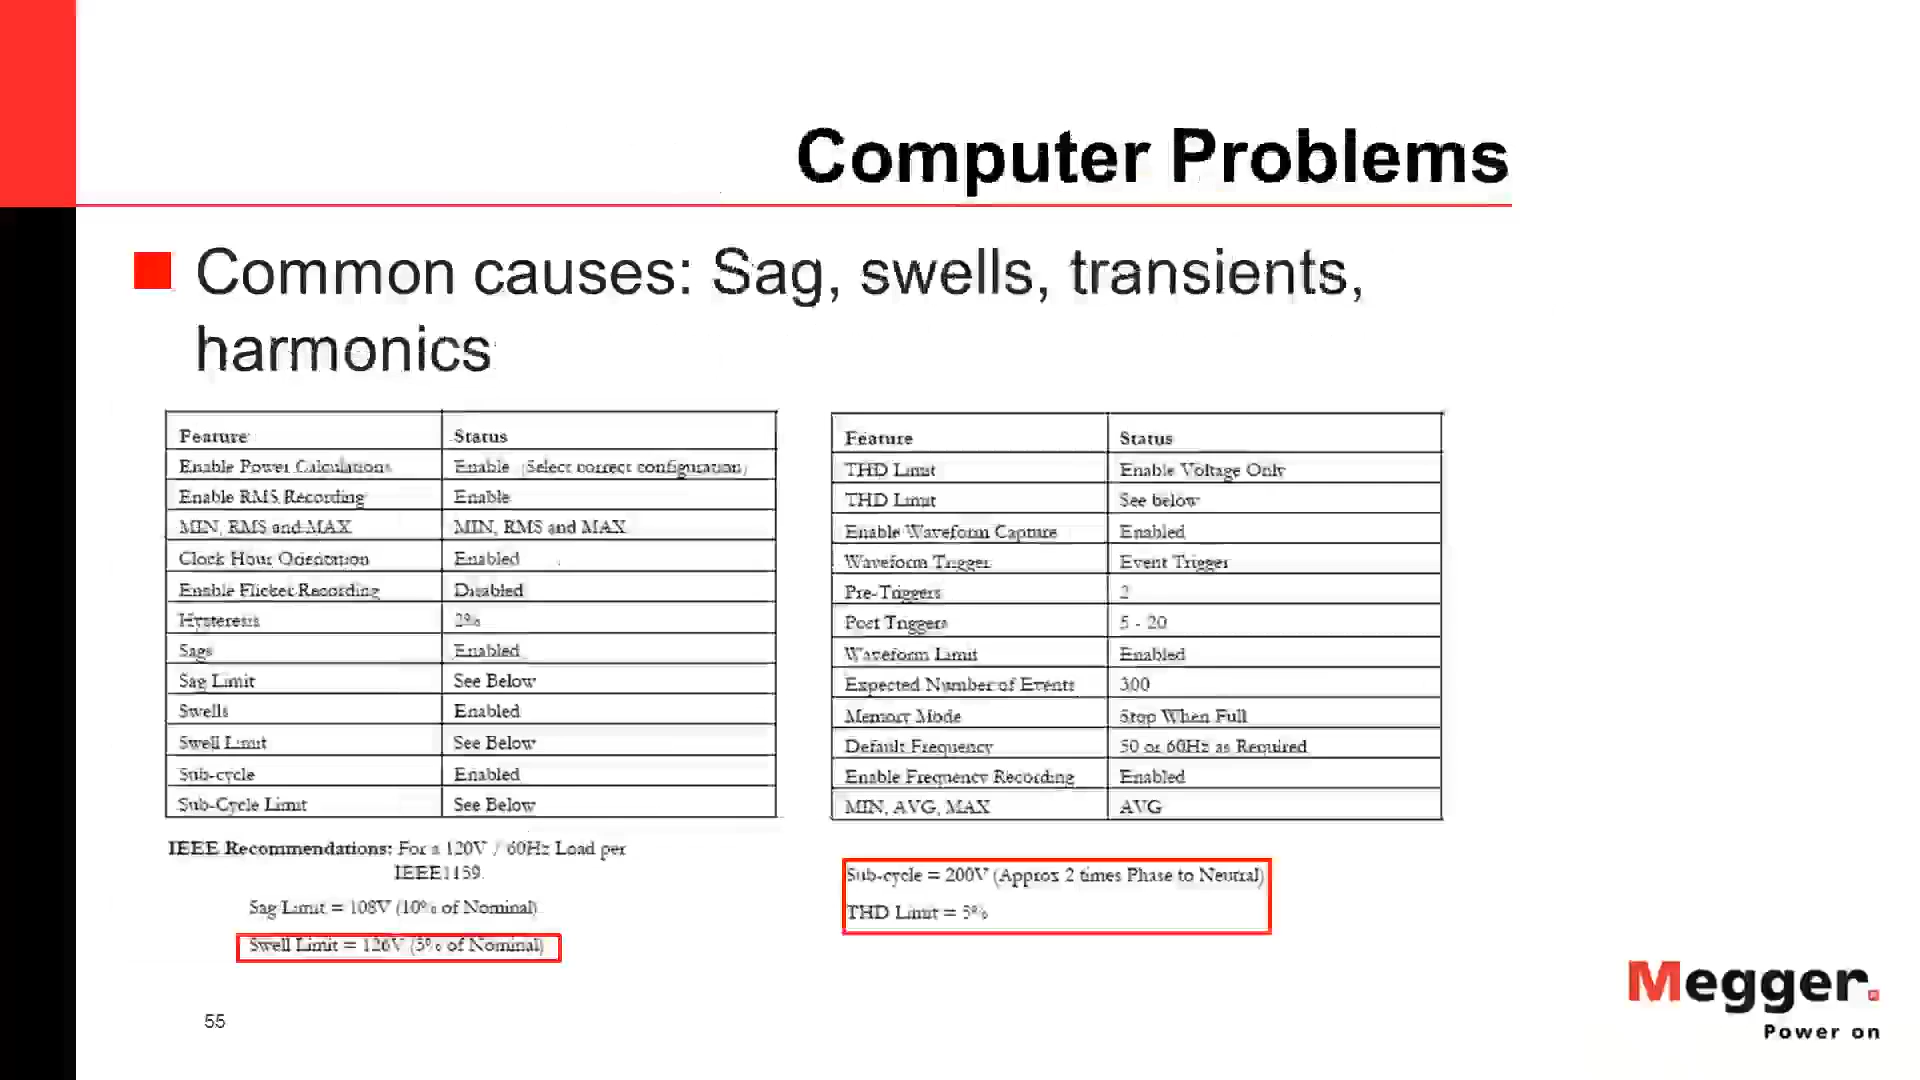 Computer Problems
Common causes: Sag, swells, transients,
harmonics
Feature Status
Enable Power Calculations Enable (Select correct configuration)
Enable RMS Recording Enable
MIN, RMS and MAX MIN, RMS and MAX
Clock Hour Orientation Enabled
Enable Flicker Recording Disabled
Hysteresis 2%
Sags Enabled
Sag Limit See Below
Swells Enabled
Swell Limit See Below
Sub-cycle Enabled
Sub-Cycle Limit See Below
IEEE Recommendations: For a 120V / 60Hz Load per
IEEE1159.
Sag Limit = 108V (10% of Nominal)
Swell Limit = 126V (5% of Nominal)
Feature Status
THD Limit Enable Voltage Only
THD Limit See below
Enable Waveform Capture Enabled
Waveform Trigger Event Trigger
Pre-Triggers 2
Post Triggers 5 - 20
Waveform Limit Enabled
Expected Number of Events 300
Memory Mode Stop When Full
Default Frequency 50 or 60Hz as Required
Enable Frequency Recording Enabled
MIN, AVG, MAX AVG
Sub-cycle = 200V (Approx 2 times Phase to Neutral)
THD Limit = 5%
55
Megger.
Power on